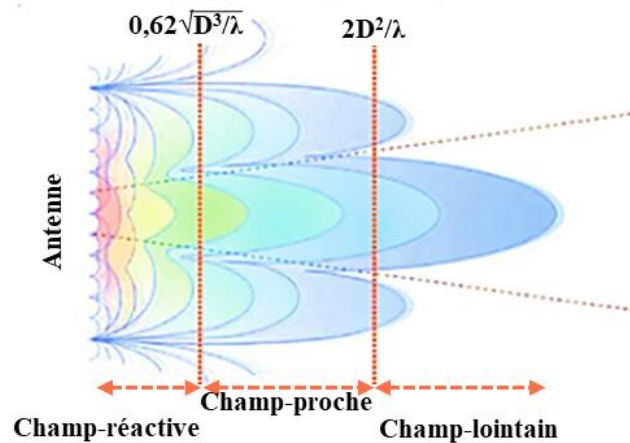 0,62√D³/λ
2D²/λ
Antenne
Champ-réactive
Champ-proche
Champ-lointain